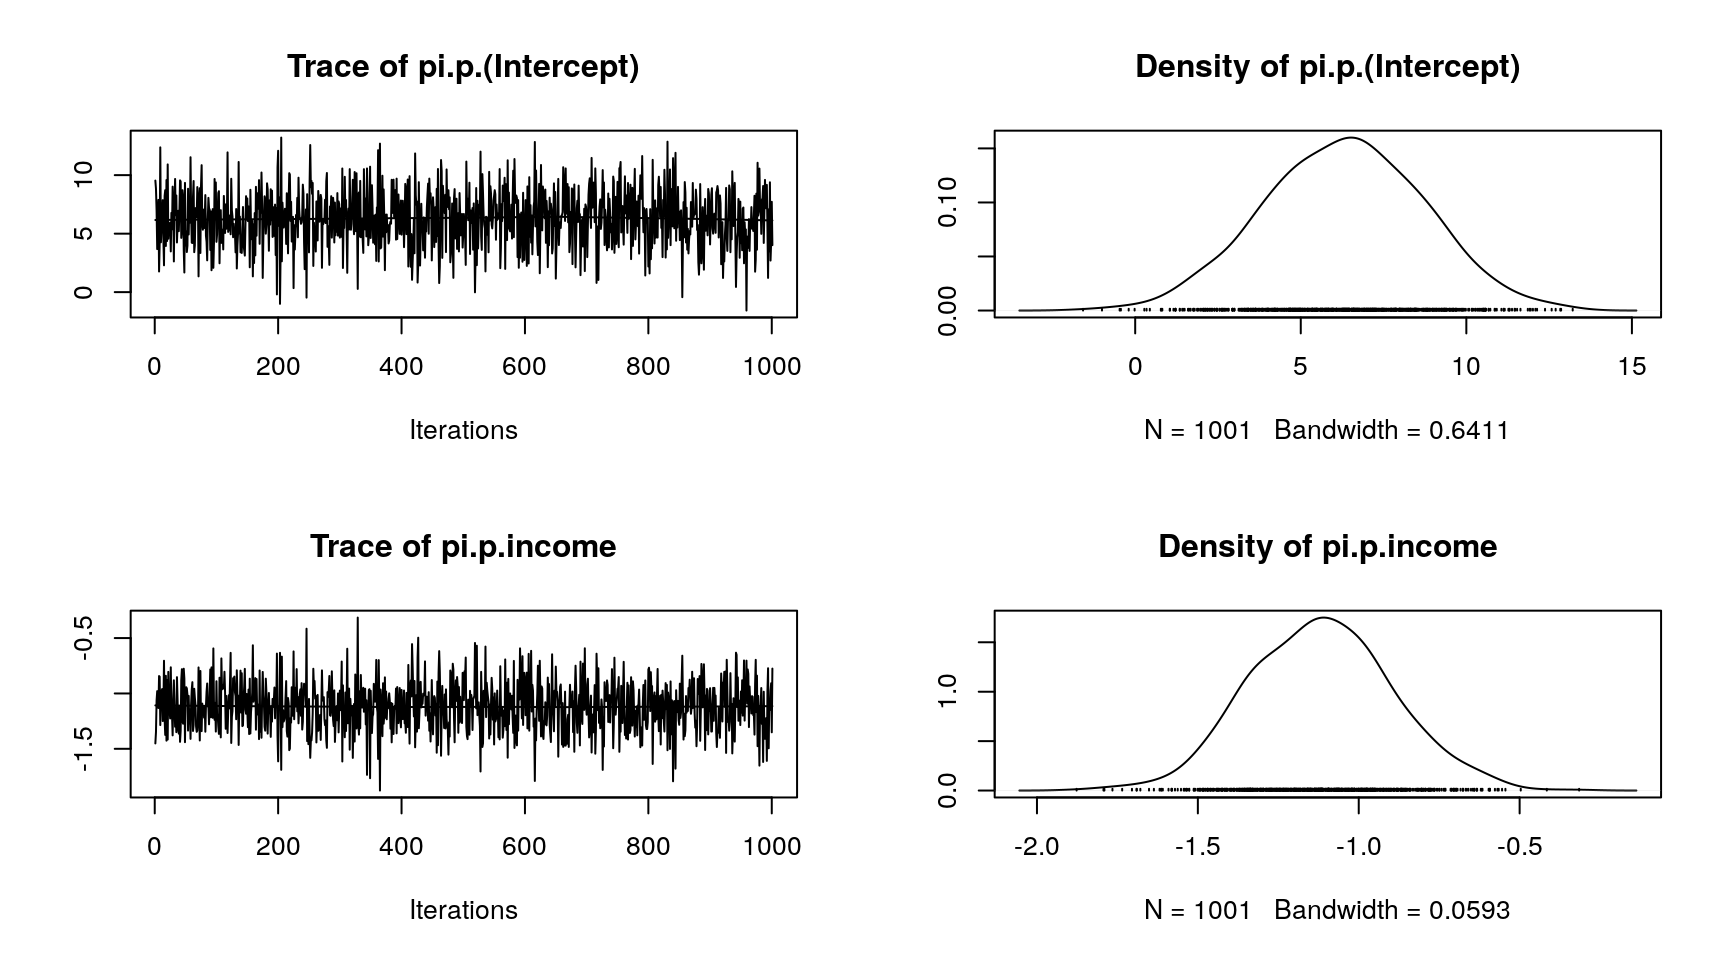 Trace of pi.p.(Intercept)
0 5 10
0 200 400 600 800 1000
Iterations
Density of pi.p.(Intercept)
0.00 0.10
0 5 10 15
N = 1001 Bandwidth = 0.6411
Trace of pi.p.income
-1.5 -0.5
0 200 400 600 800 1000
Iterations
Density of pi.p.income
0.0 1.0
-2.0 -1.5 -1.0 -0.5
N = 1001 Bandwidth = 0.0593